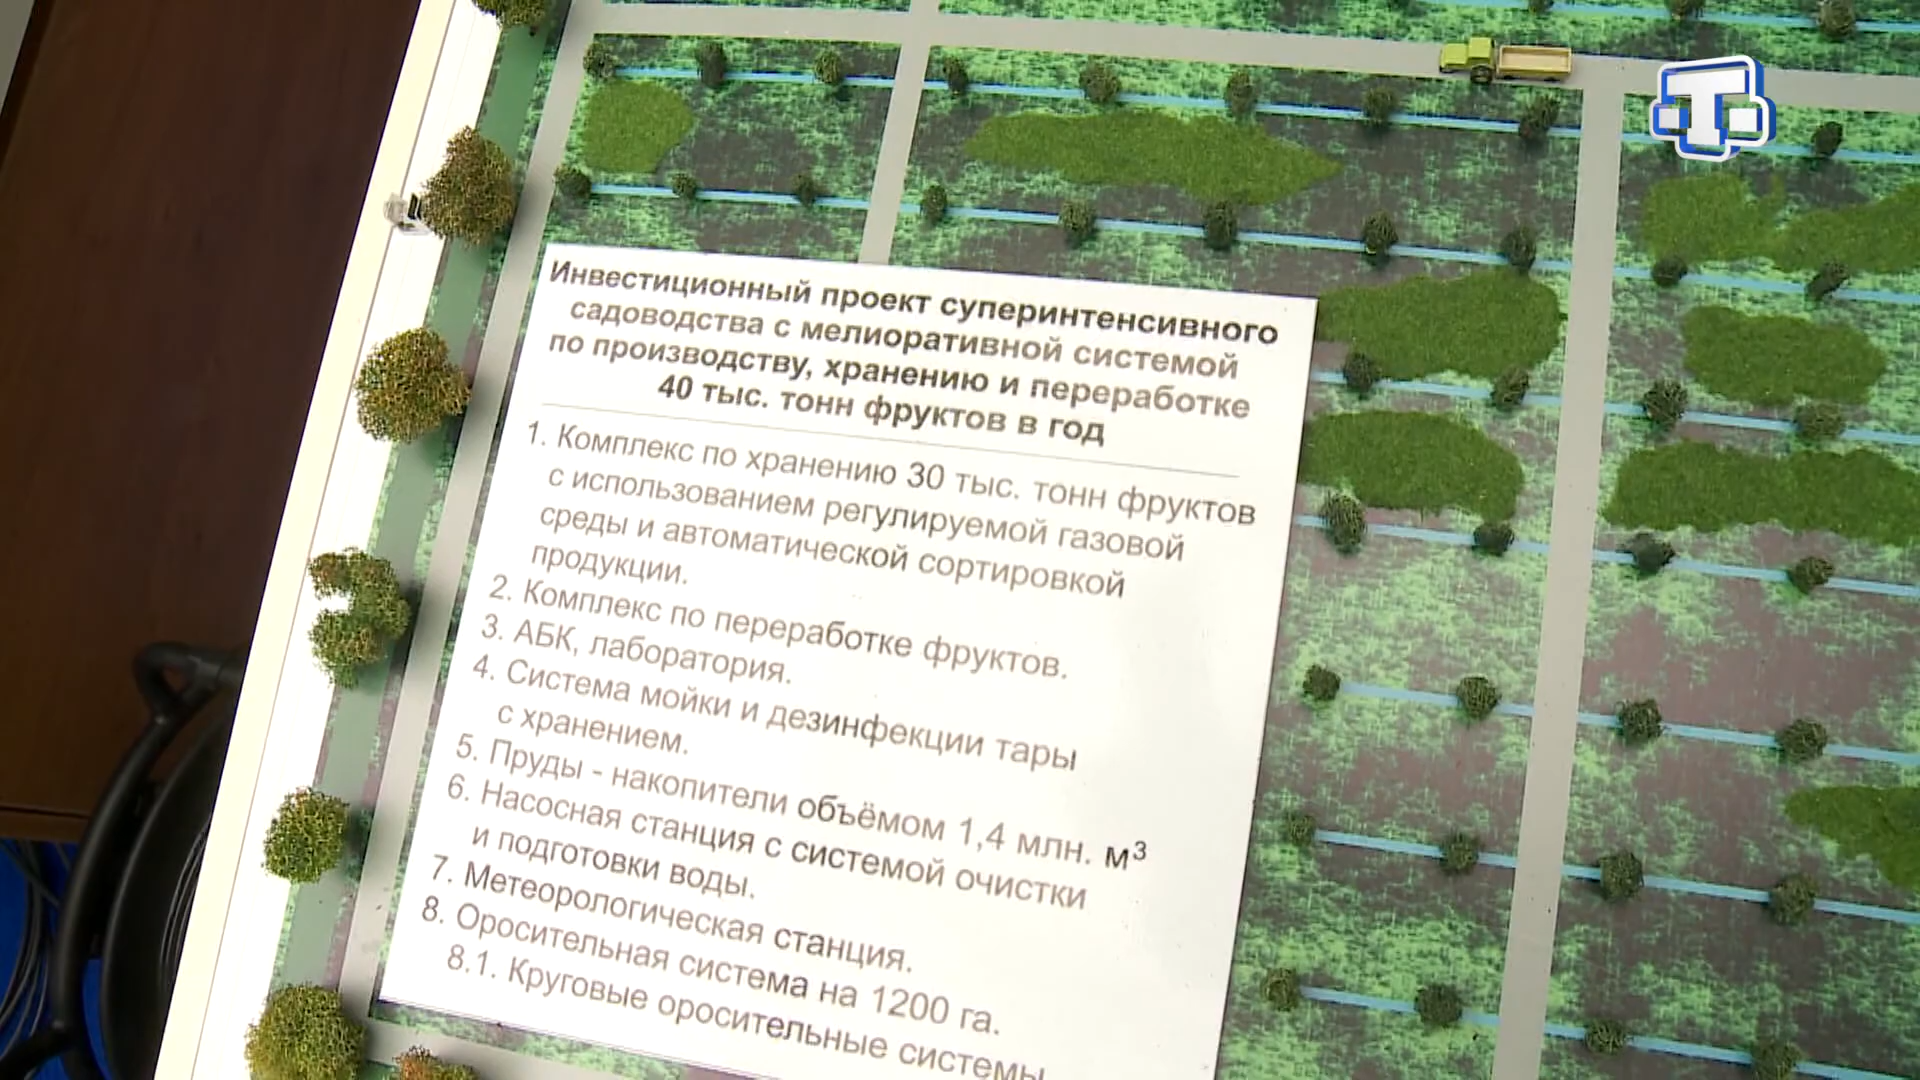 Инвестиционный проект суперинтенсивного
садоводства с мелиоративной системой
по производству, хранению и переработке
40 тыс. тонн фруктов в год
1. Комплекс по хранению 30 тыс. тонн фруктов
с использованием регулируемой газовой
среды и автоматической сортировкой
продукции.
2. Комплекс по переработке фруктов.
3. АБК, лаборатория.
4. Система мойки и дезинфекции тары
с хранением.
5. Пруды - накопители объёмом 1,4 млн. м³
6. Насосная станция с системой очистки
и подготовки воды.
7. Метеорологическая станция.
8. Оросительная система на 1200 га.
8.1. Круговые оросительные системы
Т